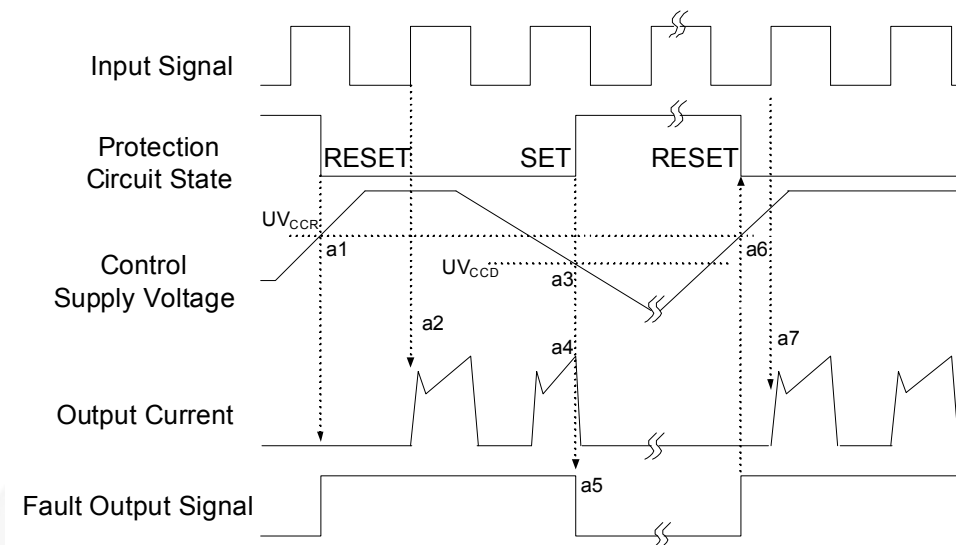 Input Signal
Protection
Circuit State
RESET
SET
RESET
UVCCR
a1
a6
Control
Supply Voltage
UVCCD
a3
a2
a4
a7
Output Current
a5
Fault Output Signal